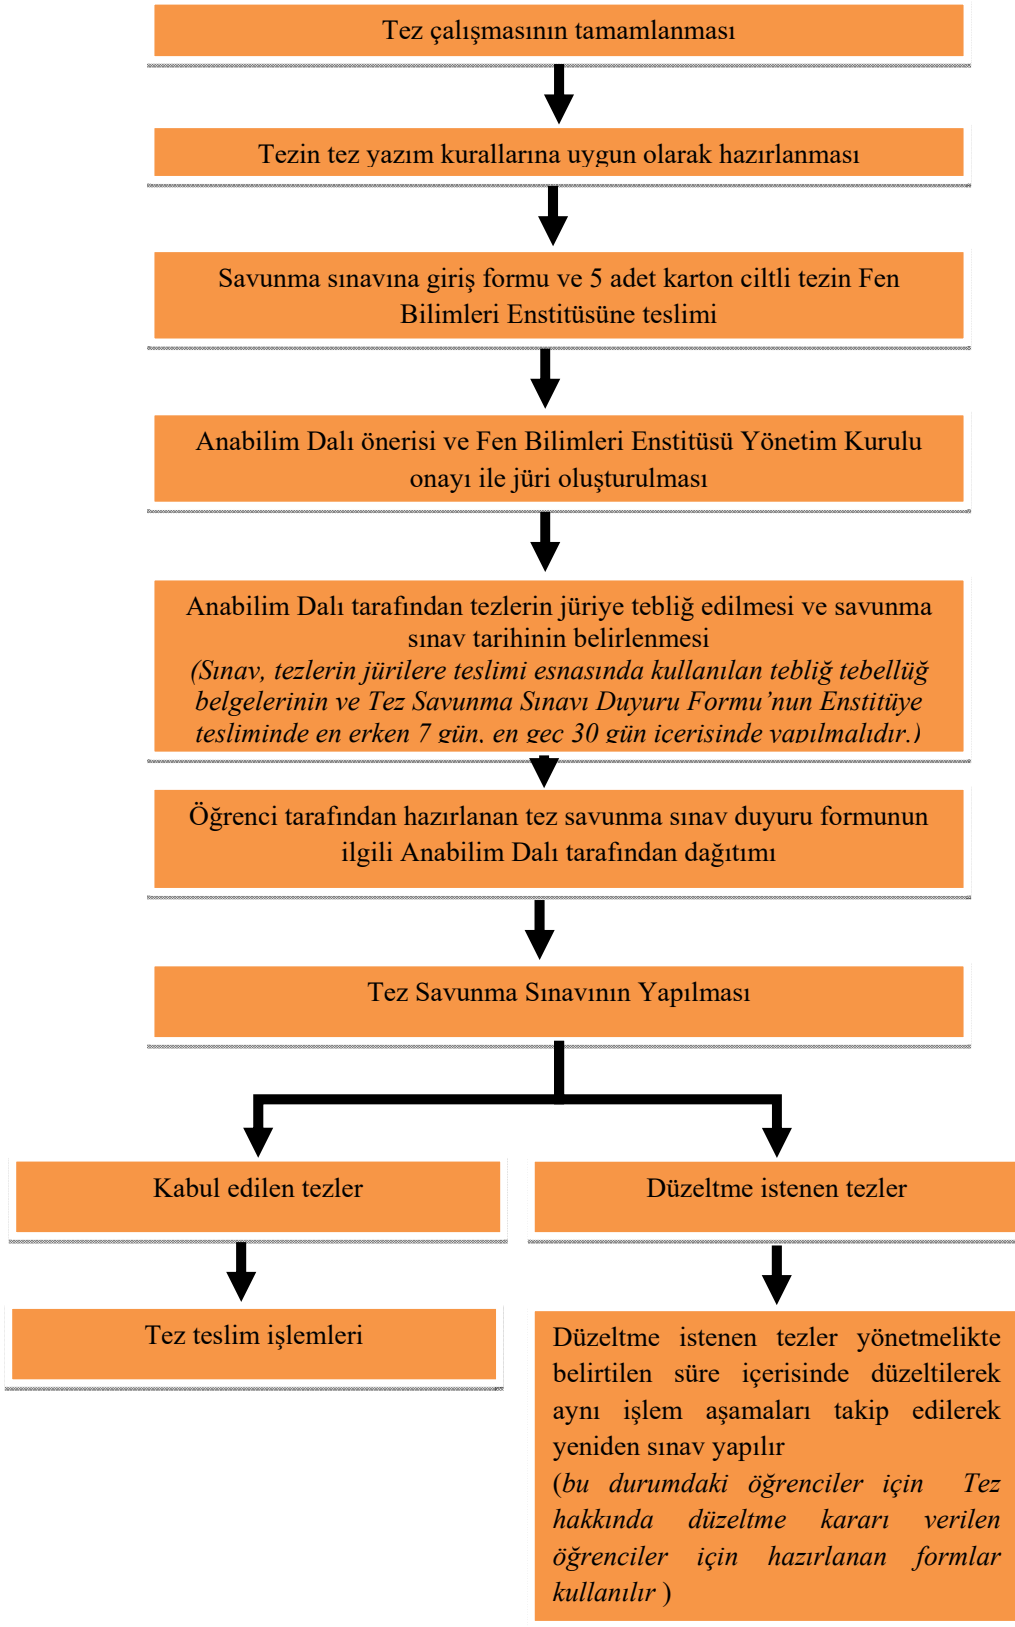 Tez çalışmasının tamamlanması
Tezin tez yazım kurallarına uygun olarak hazırlanması
Savunma sınavına giriş formu ve 5 adet karton ciltli tezin Fen
Bilimleri Enstitüsüne teslimi
Anabilim Dalı önerisi ve Fen Bilimleri Enstitüsü Yönetim Kurulu
onayı ile jüri oluşturulması
Anabilim Dalı tarafından tezlerin jüriye tebliğ edilmesi ve savunma
sınav tarihinin belirlenmesi
(Sınav, tezlerin jürilere teslimi esnasında kullanılan tebliğ tebellüğ
belgelerinin ve Tez Savunma Sınavı Duyuru Formu’nun Enstitüye
tesliminde en erken 7 gün, en geç 30 gün içerisinde yapılmalıdır.)
Öğrenci tarafından hazırlanan tez savunma sınav duyuru formunun
ilgili Anabilim Dalı tarafından dağıtımı
Tez Savunma Sınavının Yapılması
Kabul edilen tezler
Düzeltme istenen tezler
Tez teslim işlemleri
Düzeltme istenen tezler yönetmelikte
belirtilen süre içerisinde düzeltilerek
aynı işlem aşamaları takip edilerek
yeniden sınav yapılır
(bu durumdaki öğrenciler için Tez
hakkında düzeltme kararı verilen
öğrenciler için hazırlanan formlar
kullanılır )